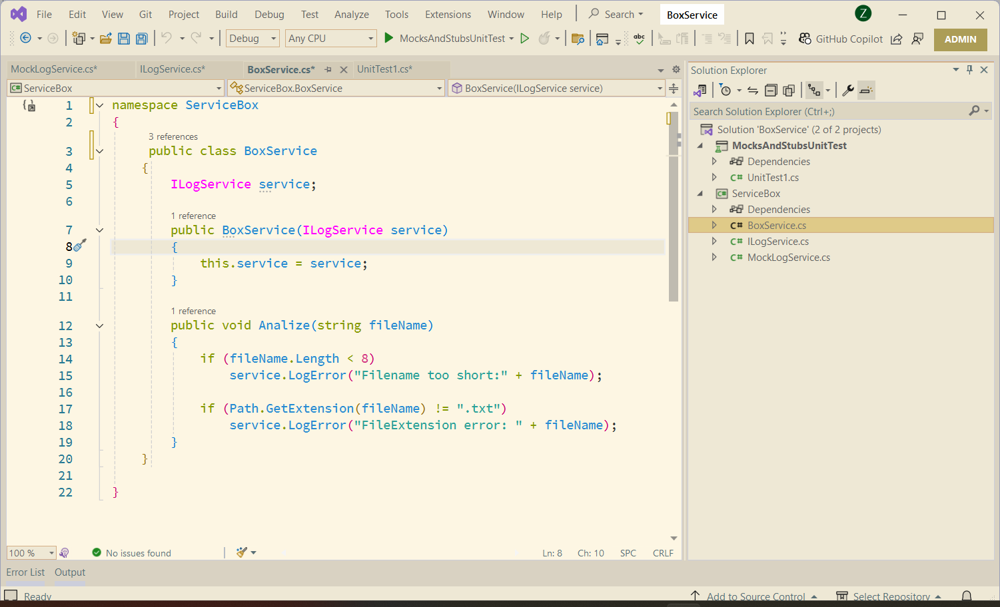 File Edit View Git Project Build Debug Test Analyze Tools Extensions Window Help Search BoxService Z
Debug Any CPU MocksAndStubsUnitTest abc GitHub Copilot ADMIN
MockLogService.cs* ILogService.cs* BoxService.cs* UnitTest1.cs*
C# ServiceBox ServiceBox.BoxService BoxService(ILogService service)
1 namespace ServiceBox
2 {
3 references
3 public class BoxService
4 {
5 ILogService service;
6
1 reference
7 public BoxService(ILogService service)
8 {
9 this.service = service;
10 }
11
1 reference
12 public void Analize(string fileName)
13 {
14 if (fileName.Length < 8)
15 service.LogError("Filename too short:" + fileName);
16
17 if (Path.GetExtension(fileName) != ".txt")
18 service.LogError("FileExtension error: " + fileName);
19 }
20 }
21
22 }
100 % No issues found Ln: 8 Ch: 10 SPC CRLF
Error List Output
Ready Add to Source Control Select Repository
Solution Explorer
Search Solution Explorer (Ctrl+;)
Solution 'BoxService' (2 of 2 projects)
MocksAndStubsUnitTest
Dependencies
C# UnitTest1.cs
C# ServiceBox
Dependencies
C# BoxService.cs
C# ILogService.cs
C# MockLogService.cs